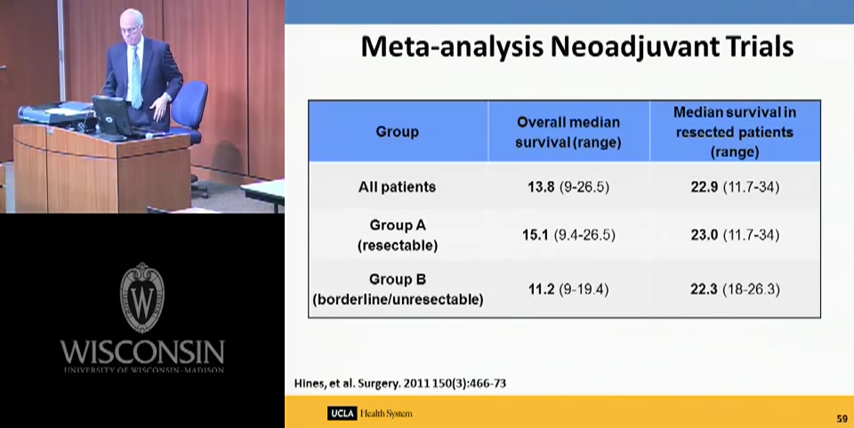 Meta-analysis Neoadjuvant Trials
Group
Overall median
survival (range)
Median survival in
resected patients
(range)
All patients
13.8 (9-26.5)
22.9 (11.7-34)
Group A
(resectable)
15.1 (9.4-26.5)
23.0 (11.7-34)
Group B
(borderline/unresectable)
11.2 (9-19.4)
22.3 (18-26.3)
Hines, et al. Surgery. 2011 150(3):466-73
UCLA Health System
59
W
WISCONSIN
UNIVERSITY OF WISCONSIN–MADISON